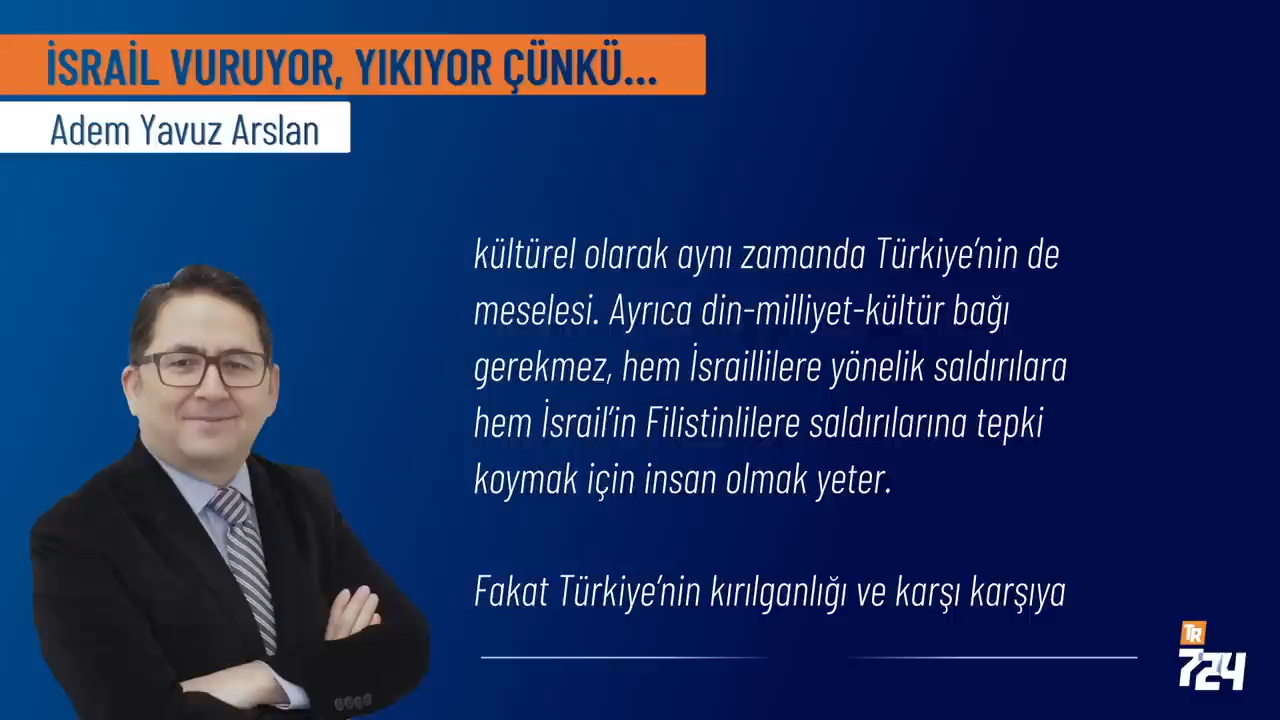 İSRAİL VURUYOR, YIKIYOR ÇÜNKÜ...
Adem Yavuz Arslan
kültürel olarak aynı zamanda Türkiye’nin de
meselesi. Ayrıca din-milliyet-kültür bağı
gerekmez, hem İsraillilere yönelik saldırılara
hem İsrail’in Filistinlilere saldırılarına tepki
koymak için insan olmak yeter.
Fakat Türkiye’nin kırılganlığı ve karşı karşıya
TR
724